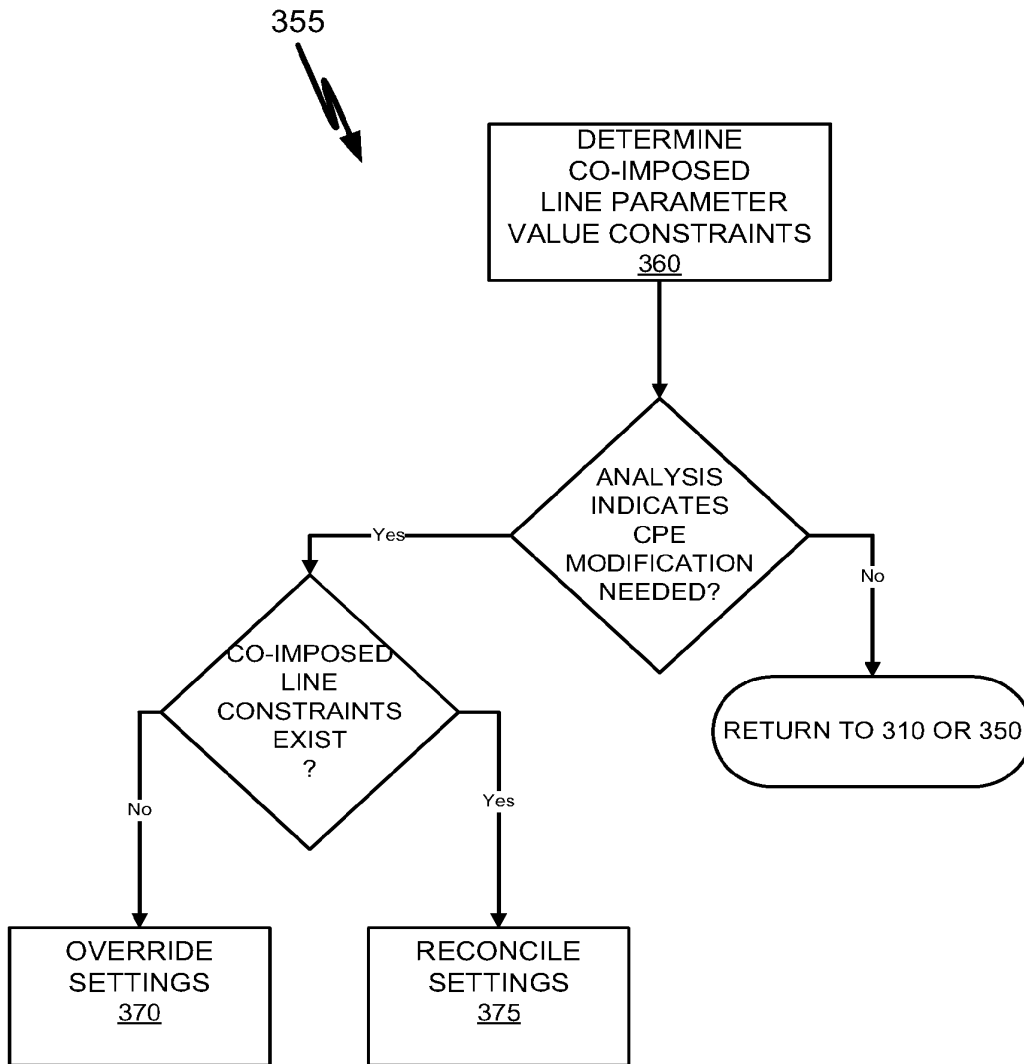 355
DETERMINE
CO-IMPOSED
LINE PARAMETER
VALUE CONSTRAINTS
360
ANALYSIS
INDICATES
CPE
MODIFICATION
NEEDED?
Yes
No
CO-IMPOSED
LINE
CONSTRAINTS
EXIST
?
RETURN TO 310 OR 350
No
Yes
OVERRIDE
SETTINGS
370
RECONCILE
SETTINGS
375